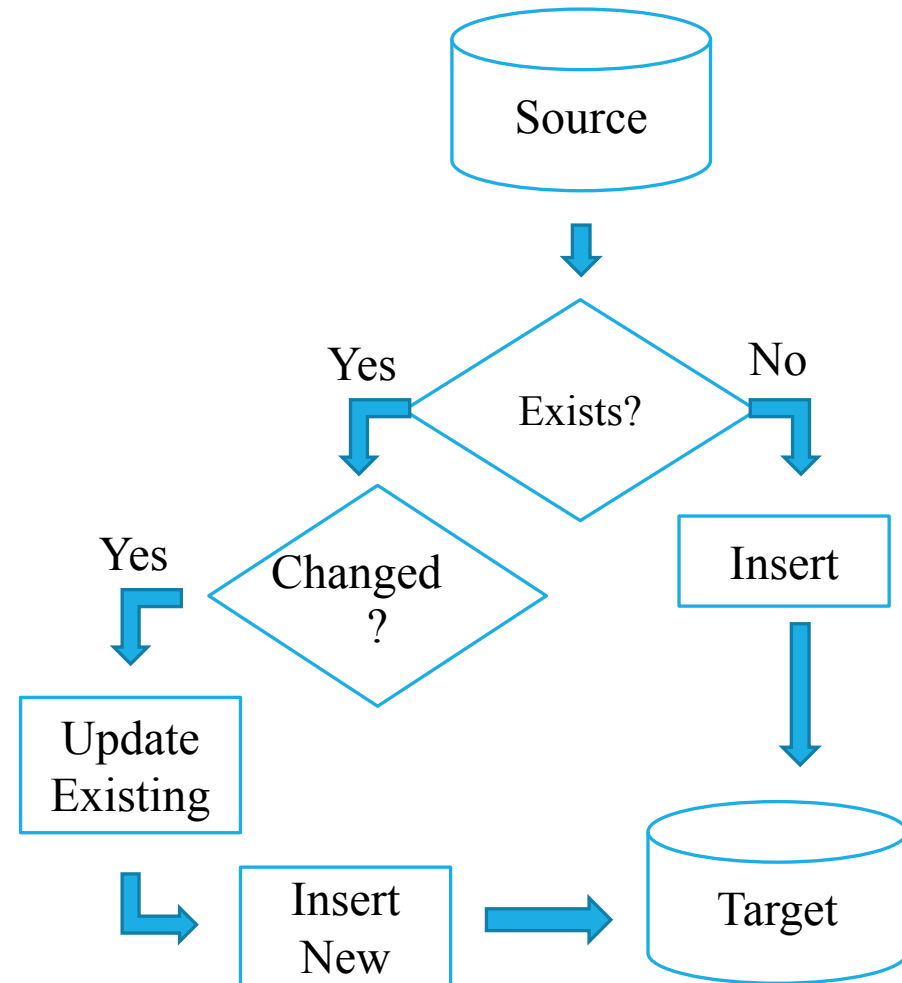 Source
Yes
No
Exists?
Yes
Changed
?
Insert
Update
Existing
Insert
New
Target